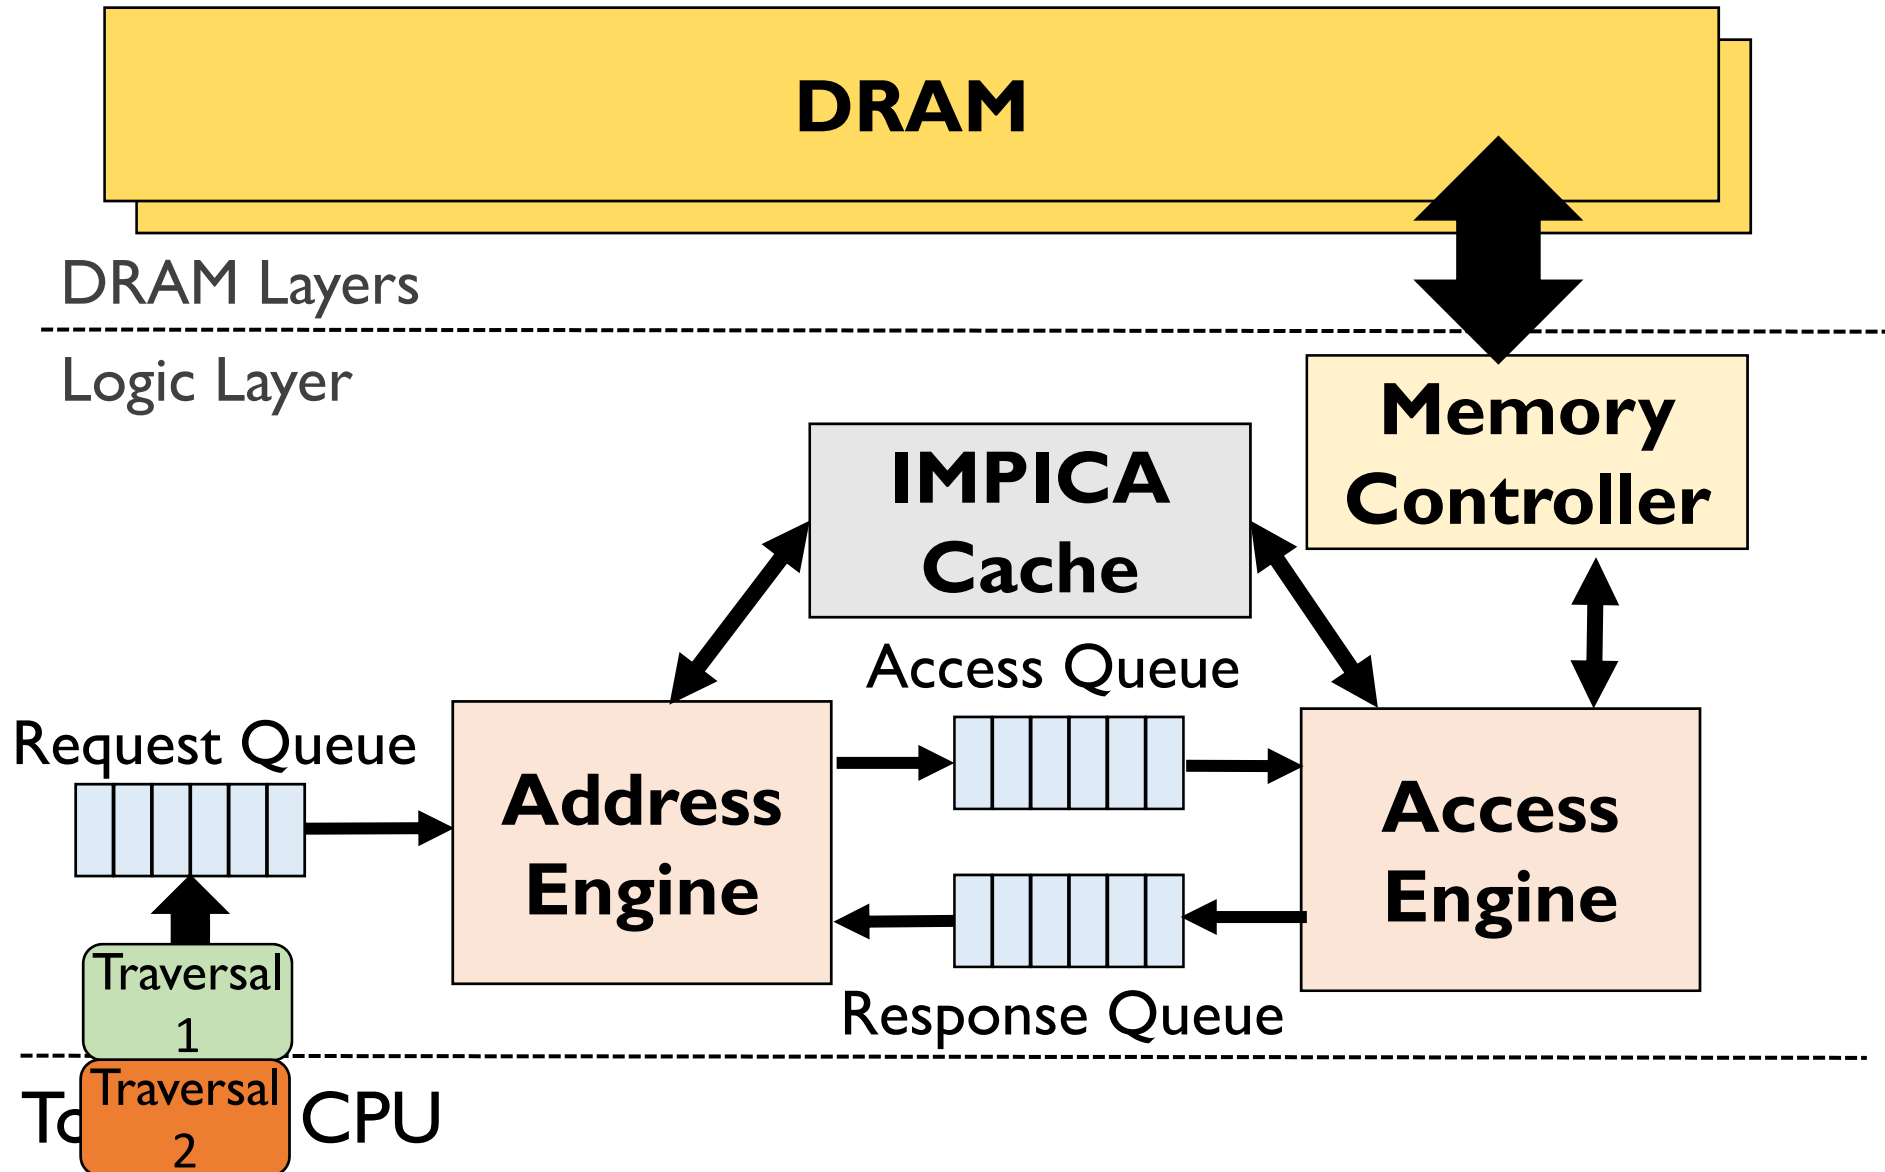 DRAM
DRAM Layers
Logic Layer
Memory
Controller
IMPICA
Cache
Access Queue
Request Queue
Address
Engine
Access
Engine
Response Queue
Traversal
1
Traversal
2
CPU